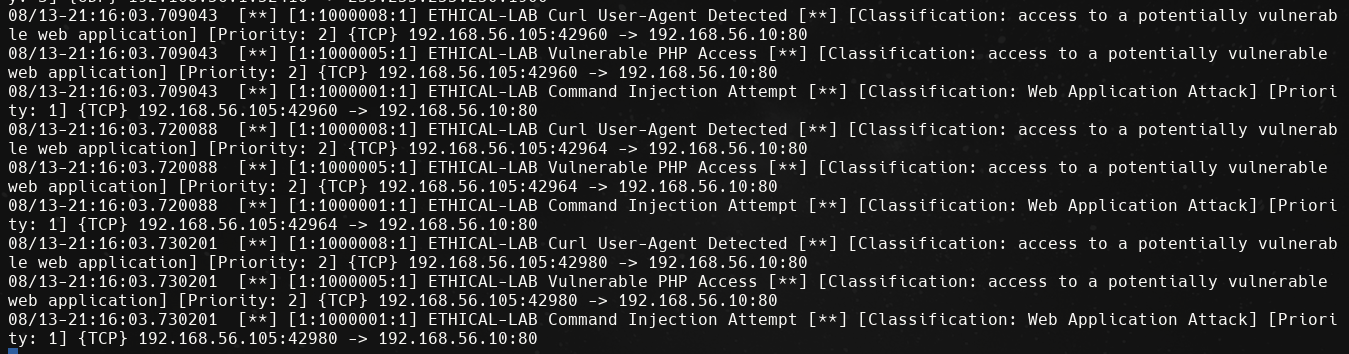 08/13-21:16:03.709043  [**] [1:1000008:1] ETHICAL-LAB Curl User-Agent Detected [**] [Classification: access to a potentially vulnerab
le web application] [Priority: 2] {TCP} 192.168.56.105:42960 -> 192.168.56.10:80
08/13-21:16:03.709043  [**] [1:1000005:1] ETHICAL-LAB Vulnerable PHP Access [**] [Classification: access to a potentially vulnerable
web application] [Priority: 2] {TCP} 192.168.56.105:42960 -> 192.168.56.10:80
08/13-21:16:03.709043  [**] [1:1000001:1] ETHICAL-LAB Command Injection Attempt [**] [Classification: Web Application Attack] [Priori
ty: 1] {TCP} 192.168.56.105:42960 -> 192.168.56.10:80
08/13-21:16:03.720088  [**] [1:1000008:1] ETHICAL-LAB Curl User-Agent Detected [**] [Classification: access to a potentially vulnerab
le web application] [Priority: 2] {TCP} 192.168.56.105:42964 -> 192.168.56.10:80
08/13-21:16:03.720088  [**] [1:1000005:1] ETHICAL-LAB Vulnerable PHP Access [**] [Classification: access to a potentially vulnerable
web application] [Priority: 2] {TCP} 192.168.56.105:42964 -> 192.168.56.10:80
08/13-21:16:03.720088  [**] [1:1000001:1] ETHICAL-LAB Command Injection Attempt [**] [Classification: Web Application Attack] [Priori
ty: 1] {TCP} 192.168.56.105:42964 -> 192.168.56.10:80
08/13-21:16:03.730201  [**] [1:1000008:1] ETHICAL-LAB Curl User-Agent Detected [**] [Classification: access to a potentially vulnerab
le web application] [Priority: 2] {TCP} 192.168.56.105:42980 -> 192.168.56.10:80
08/13-21:16:03.730201  [**] [1:1000005:1] ETHICAL-LAB Vulnerable PHP Access [**] [Classification: access to a potentially vulnerable
web application] [Priority: 2] {TCP} 192.168.56.105:42980 -> 192.168.56.10:80
08/13-21:16:03.730201  [**] [1:1000001:1] ETHICAL-LAB Command Injection Attempt [**] [Classification: Web Application Attack] [Priori
ty: 1] {TCP} 192.168.56.105:42980 -> 192.168.56.10:80